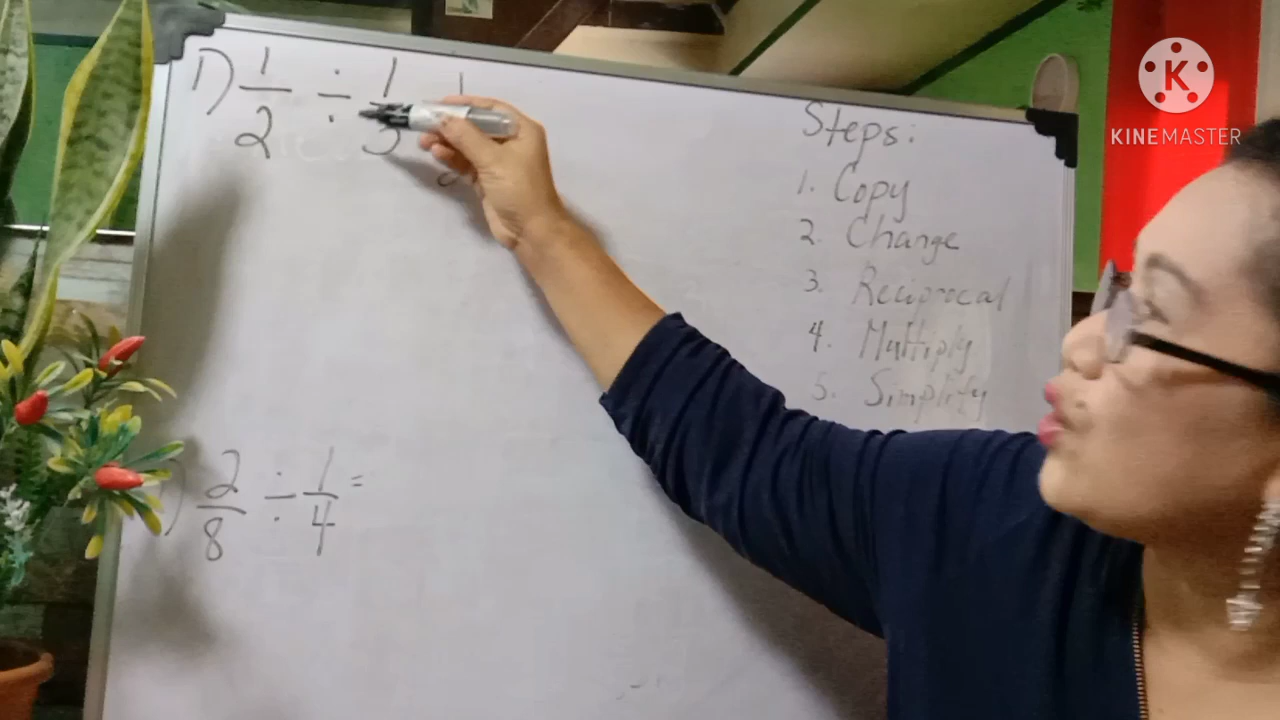 1) 1/2 ÷ 1/3 1
Steps:
1. Copy
2. Change
3. Reciprocal
4. Multiply
5. Simplify
) 2/8 ÷ 1/4 =
K
KINEMASTER